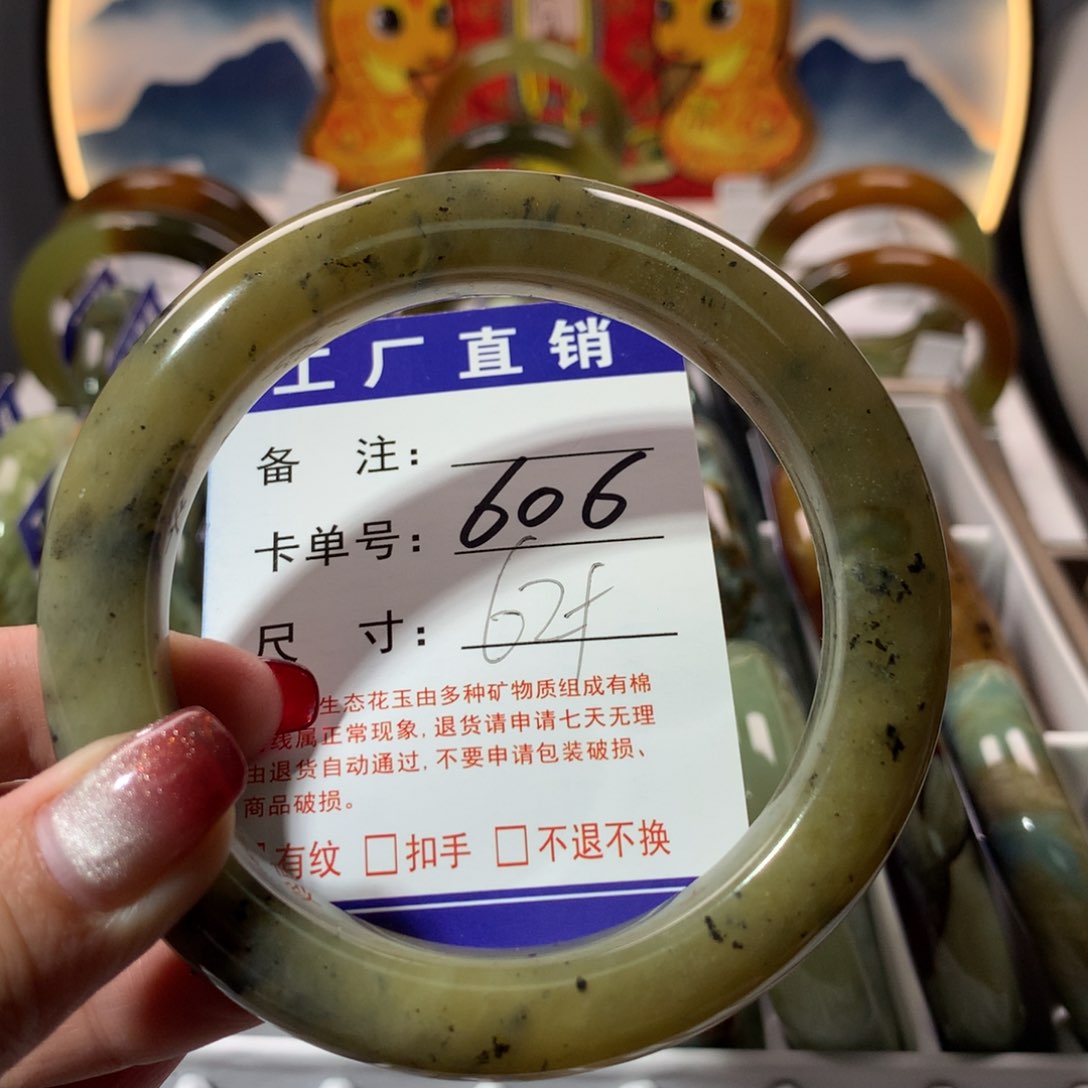 工厂直销
备注：
卡单号：606
尺寸：62+
生态花玉由多种矿物质组成有棉
线属正常现象, 退货请申请七天无理
由退货自动通过, 不要申请包装破损、
商品破损。
有纹 □扣手 □不退不换